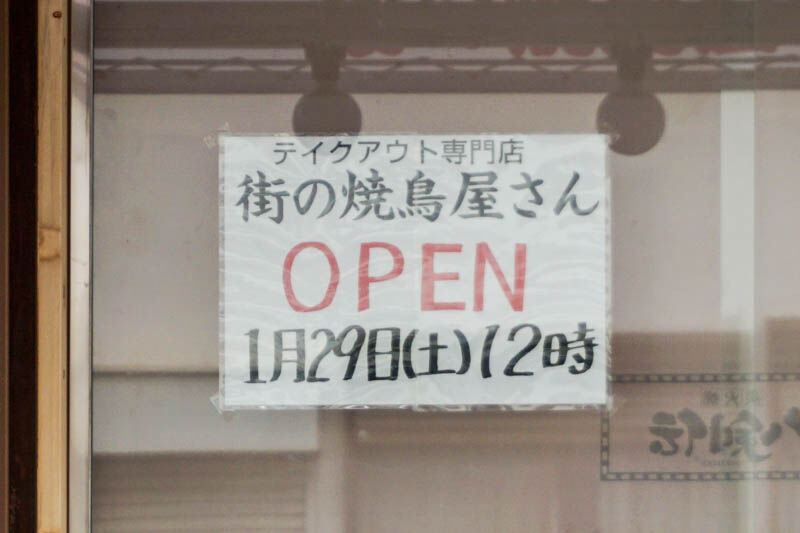 テイクアウト専門店
街の焼鳥屋さん
OPEN
1月29日(土)12時